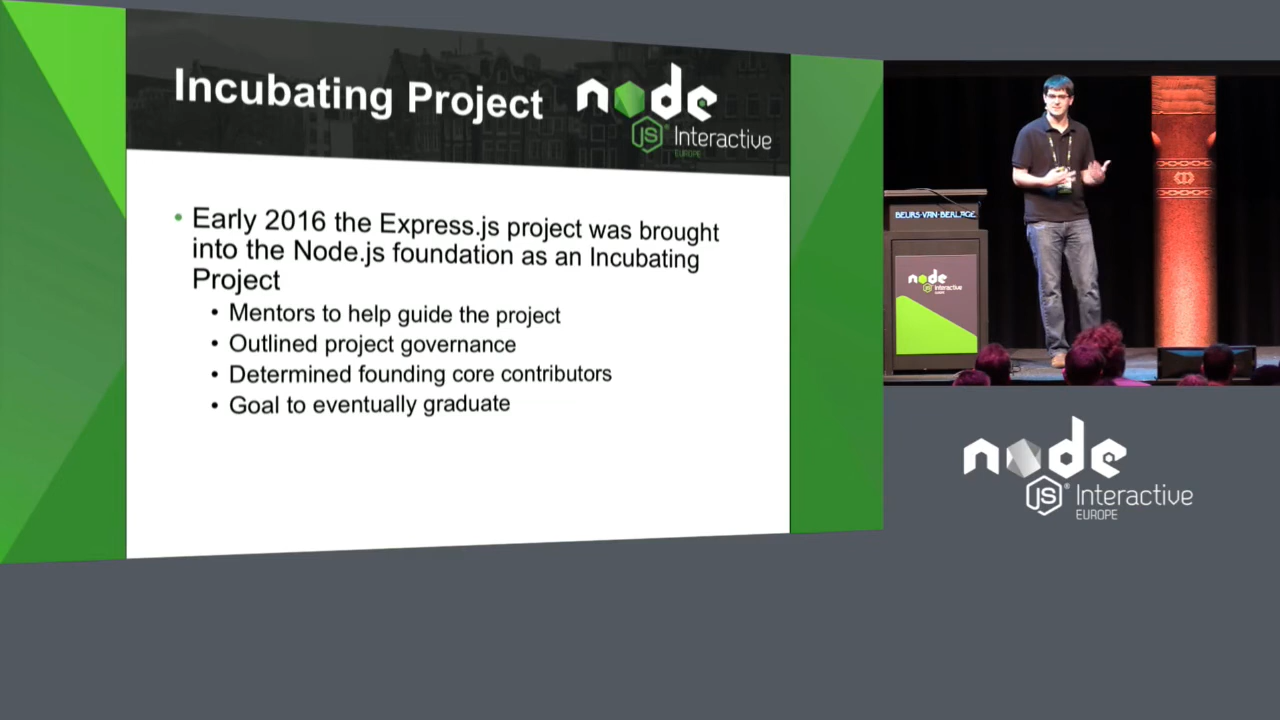 Incubating Project
node
JS Interactive
EUROPE
• Early 2016 the Express.js project was brought
into the Node.js foundation as an Incubating
Project
• Mentors to help guide the project
• Outlined project governance
• Determined founding core contributors
• Goal to eventually graduate
BEURS-VAN-BERLAGE
node
JS Interactive
node
JS® Interactive
EUROPE